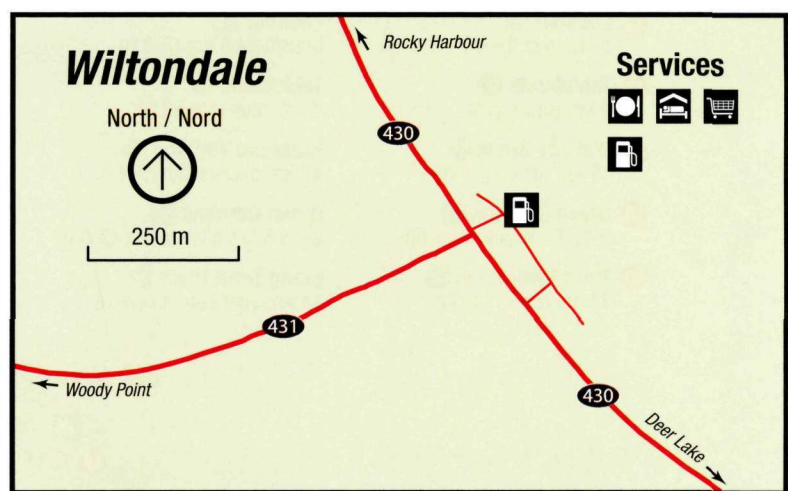 Wiltondale
North / Nord
250 m
Rocky Harbour
Services
430
431
Woody Point
430
Deer Lake